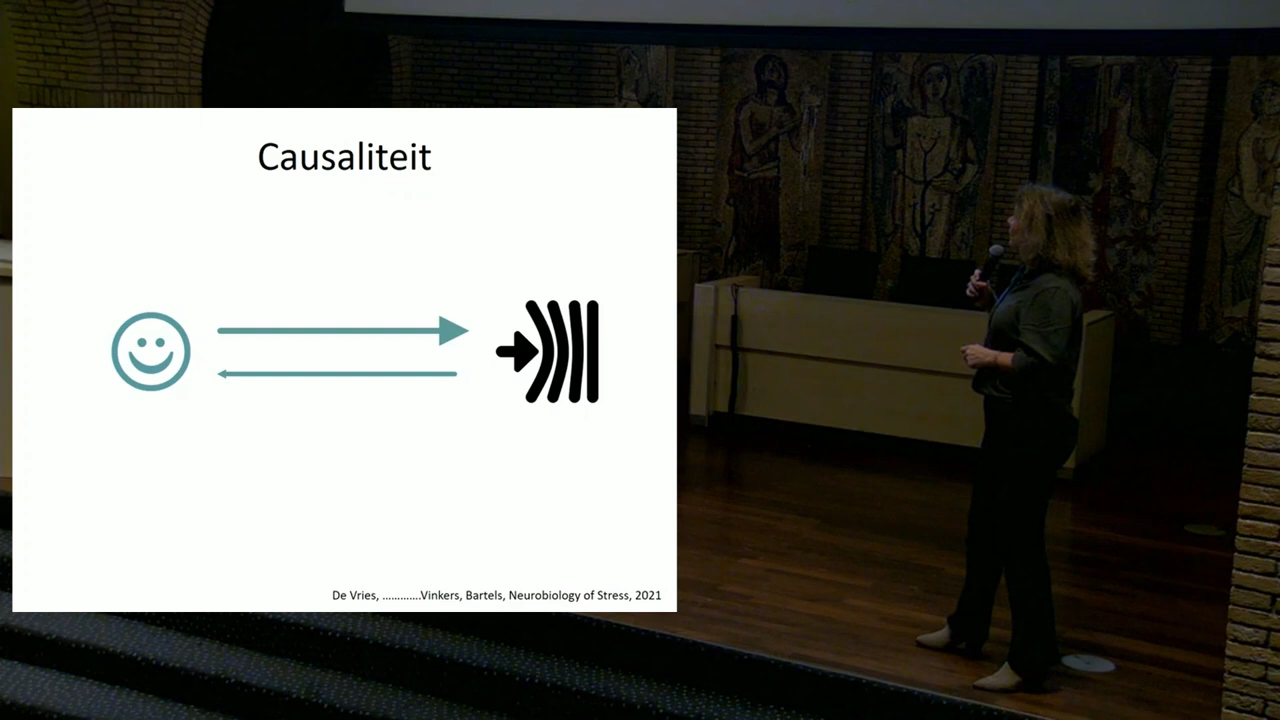 Causaliteit
De Vries, ………….Vinkers, Bartels, Neurobiology of Stress, 2021